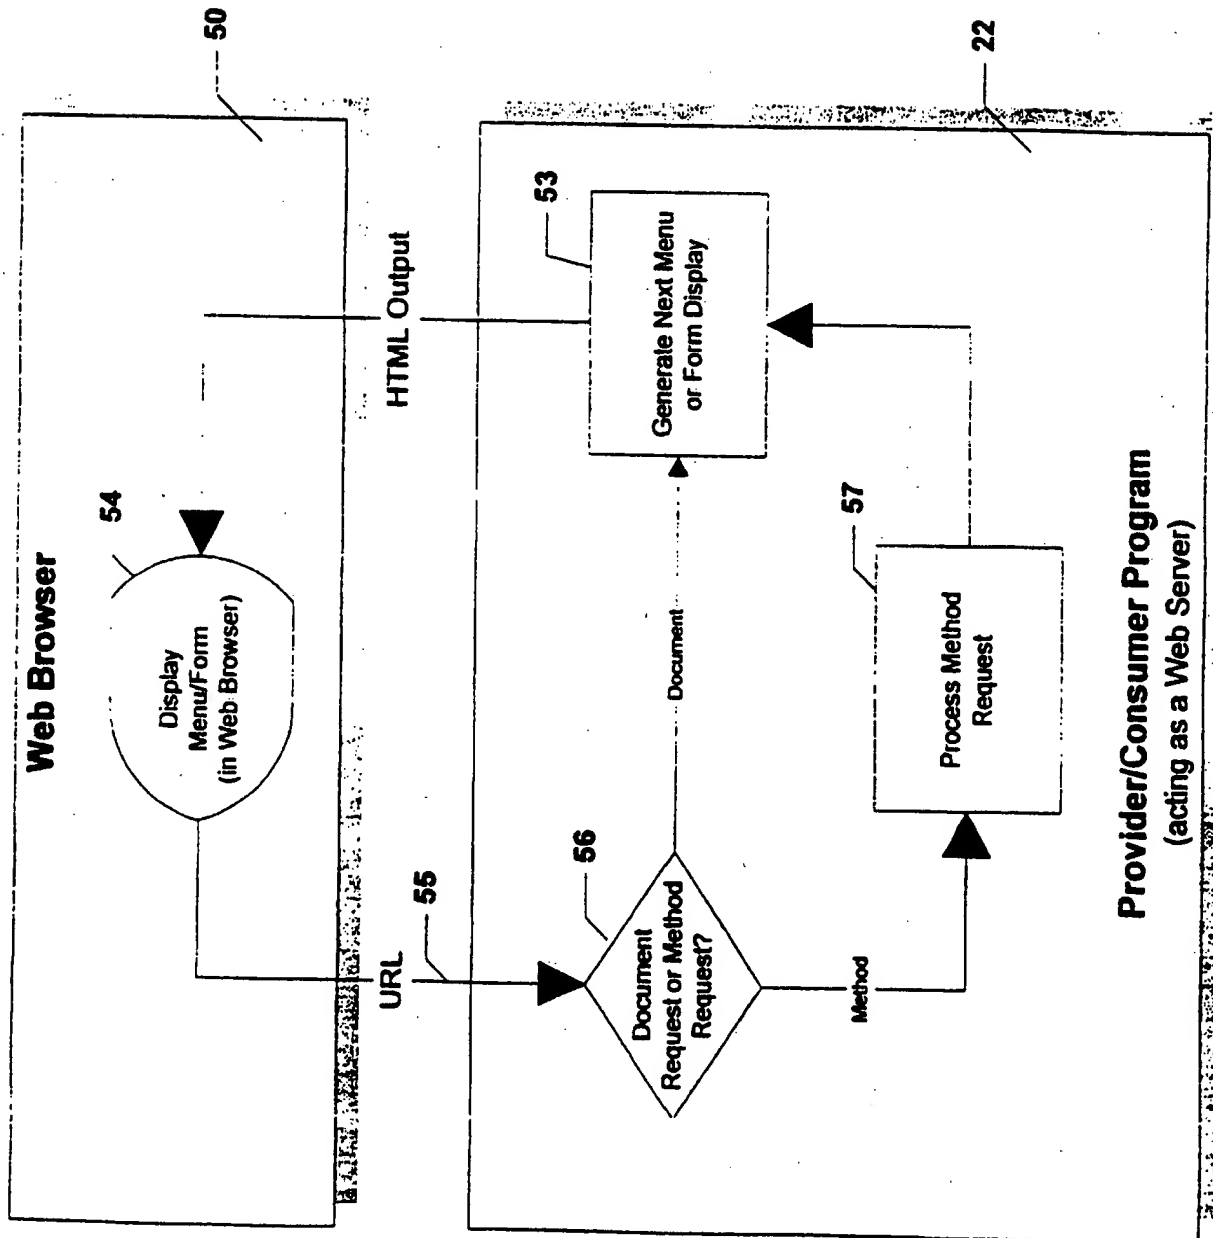 Web Browser
50
54
Display
Menu/Form
(in Web Browser)
URL
55
HTML Output
56
Document
Request or Method
Request?
Document
53
Generate Next Menu
or Form Display
Method
57
Process Method
Request
22
Provider/Consumer Program
(acting as a Web Server)